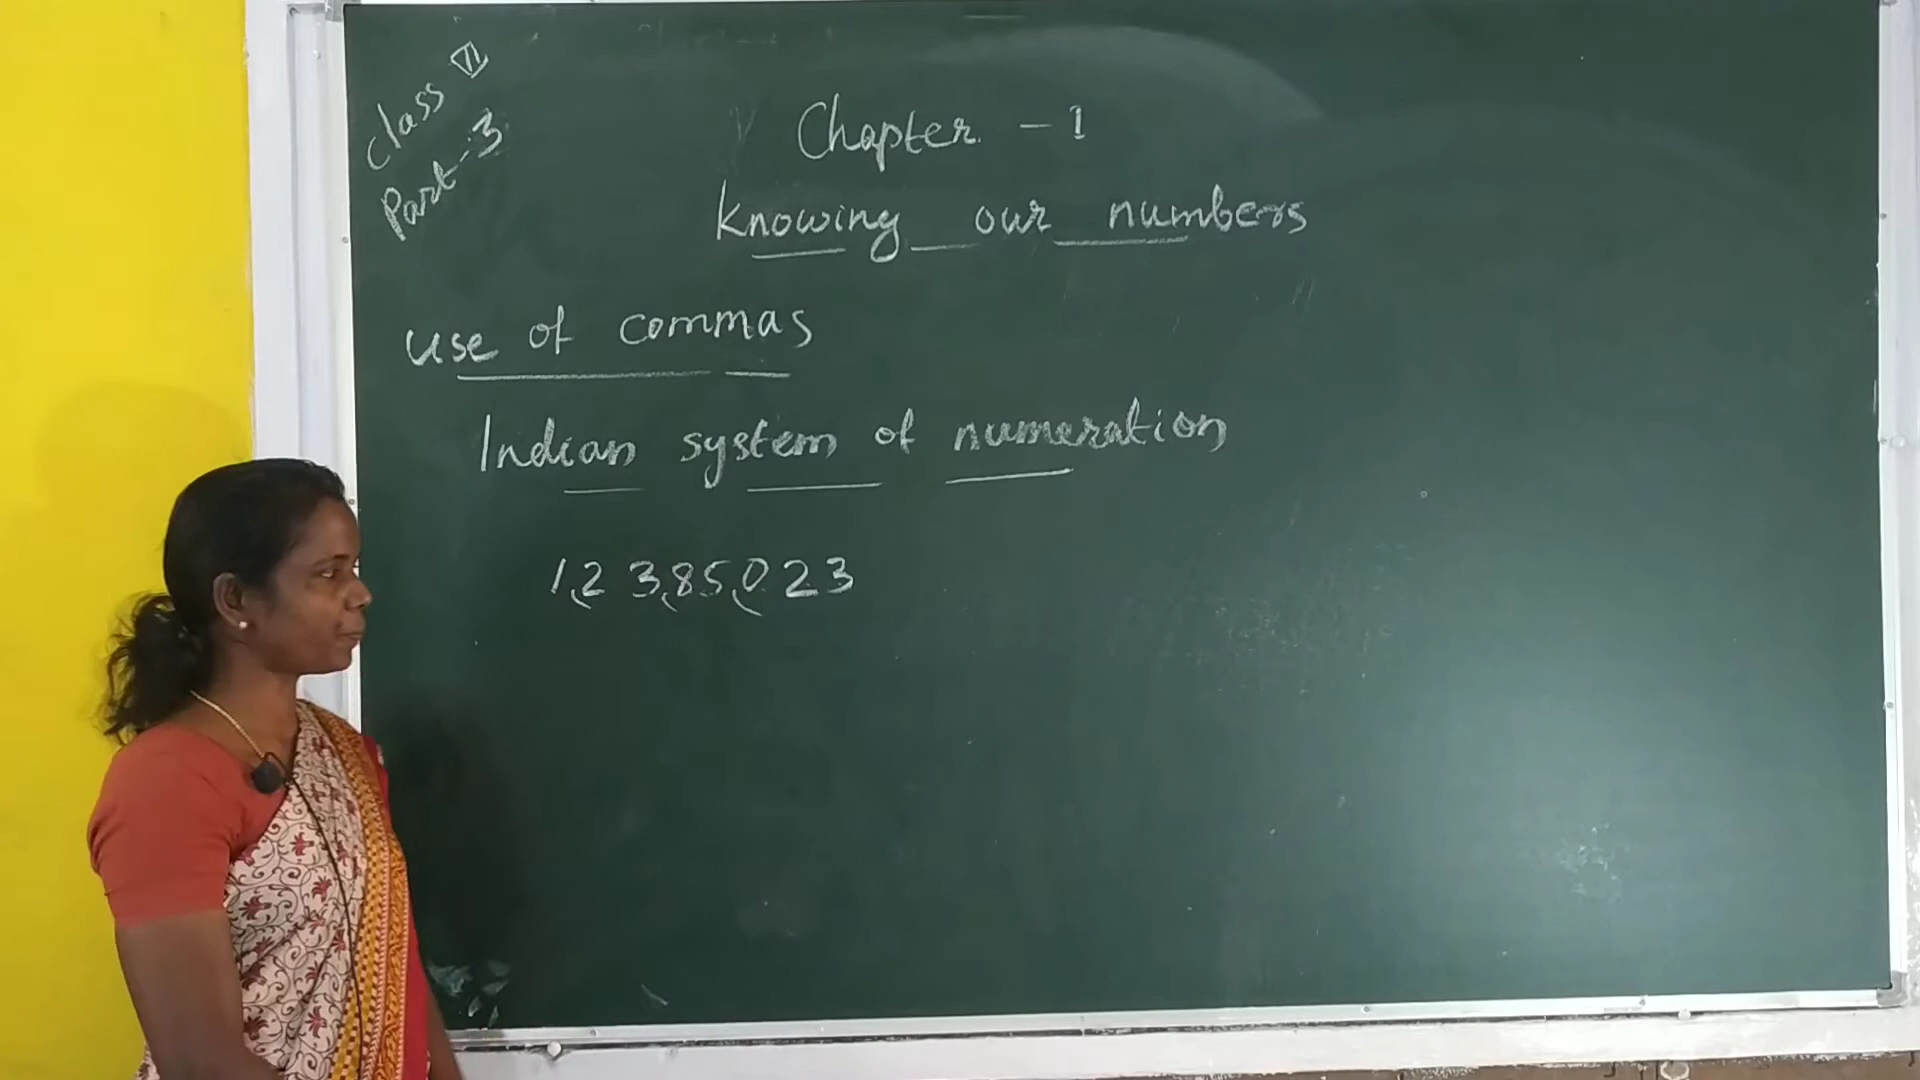 Class VI
Part-3
Chapter - 1
Knowing our numbers
Use of commas
Indian system of numeration
1,23,85,023